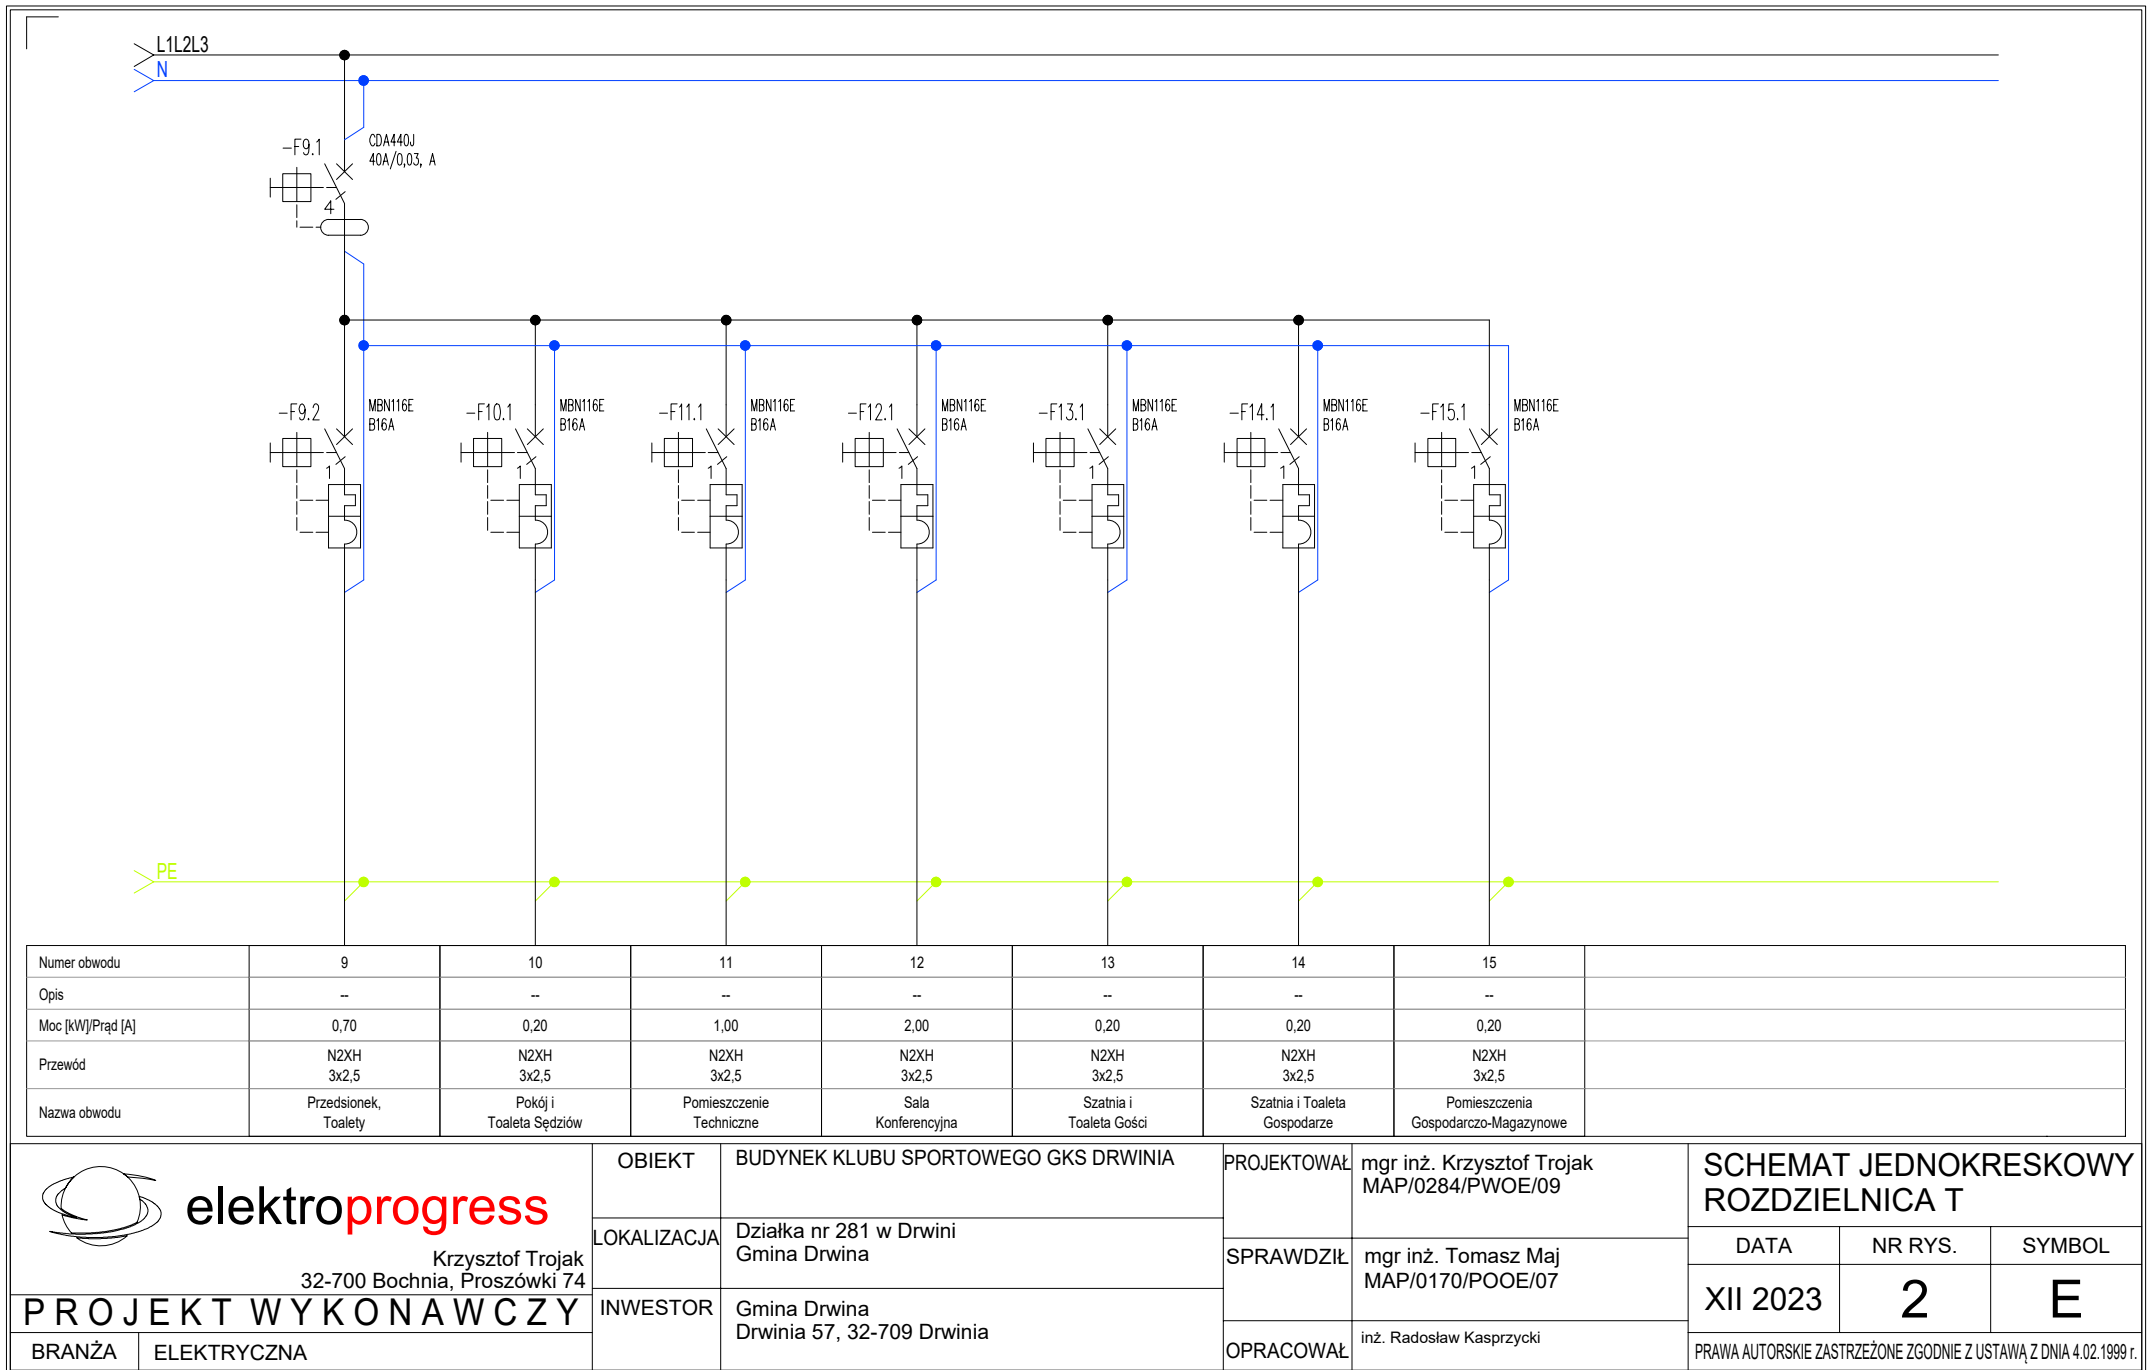 L1L2L3
N
-F9.1
CDA440J
40A/0,03, A
4
-F9.2
MBN116E
B16A
1
-F10.1
MBN116E
B16A
1
-F11.1
MBN116E
B16A
1
-F12.1
MBN116E
B16A
1
-F13.1
MBN116E
B16A
1
-F14.1
MBN116E
B16A
1
-F15.1
MBN116E
B16A
1
PE
Numer obwodu 9 10 11 12 13 14 15
Opis -- -- -- -- -- -- --
Moc [kW]/Prąd [A] 0,70 0,20 1,00 2,00 0,20 0,20 0,20
Przewód
N2XH N2XH N2XH N2XH N2XH N2XH N2XH
3x2,5 3x2,5 3x2,5 3x2,5 3x2,5 3x2,5 3x2,5
Nazwa obwodu
Przedsionek,
Toalety
Pokój i
Toaleta Sędziów
Pomieszczenie
Techniczne
Sala
Konferencyjna
Szatnia i
Toaleta Gości
Szatnia i Toaleta
Gospodarze
Pomieszczenia
Gospodarczo-Magazynowe
elektroprogress
Krzysztof Trojak
32-700 Bochnia, Proszówki 74
PROJEKT WYKONAWCZY
BRANŻA ELEKTRYCZNA
OBIEKT BUDYNEK KLUBU SPORTOWEGO GKS DRWINIA
LOKALIZACJA
Działka nr 281 w Drwini
Gmina Drwina
INWESTOR
Gmina Drwina
Drwinia 57, 32-709 Drwinia
PROJEKTOWAŁ mgr inż. Krzysztof Trojak
MAP/0284/PWOE/09
SPRAWDZIŁ mgr inż. Tomasz Maj
MAP/0170/POOE/07
OPRACOWAŁ inż. Radosław Kasprzycki
SCHEMAT JEDNOKRESKOWY
ROZDZIELNICA T
DATA NR RYS. SYMBOL
XII 2023 2 E
PRAWA AUTORSKIE ZASTRZEŻONE ZGODNIE Z USTAWĄ Z DNIA 4.02.1999 r.